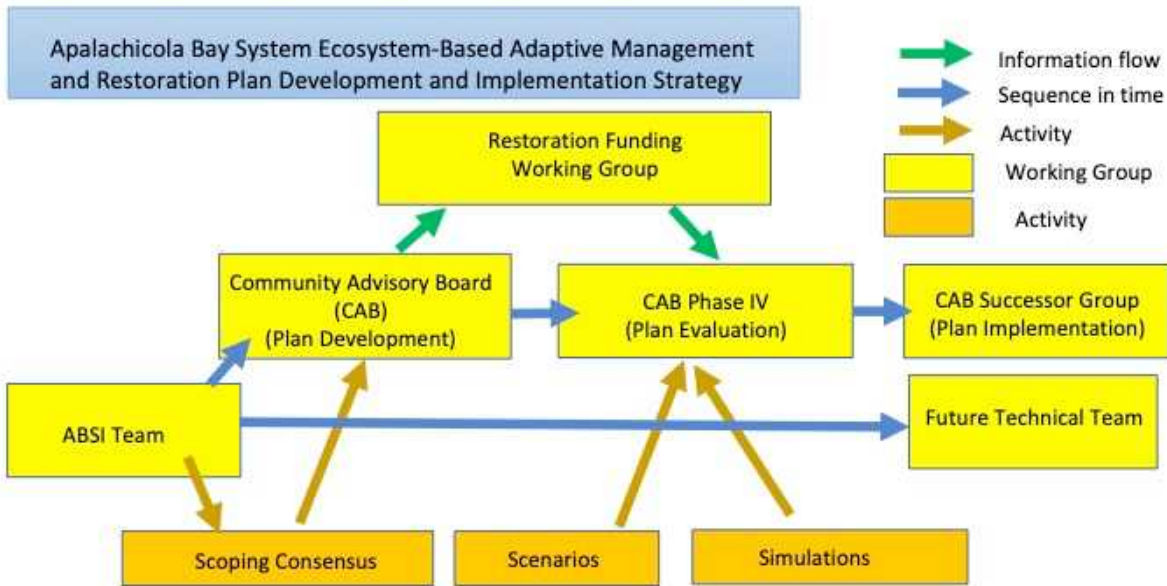 Apalachicola Bay System Ecosystem-Based Adaptive Management
and Restoration Plan Development and Implementation Strategy
Information flow
Sequence in time
Activity
Working Group
Activity
Restoration Funding
Working Group
Community Advisory Board
(CAB)
(Plan Development)
CAB Phase IV
(Plan Evaluation)
CAB Successor Group
(Plan Implementation)
ABSI Team
Future Technical Team
Scoping Consensus
Scenarios
Simulations